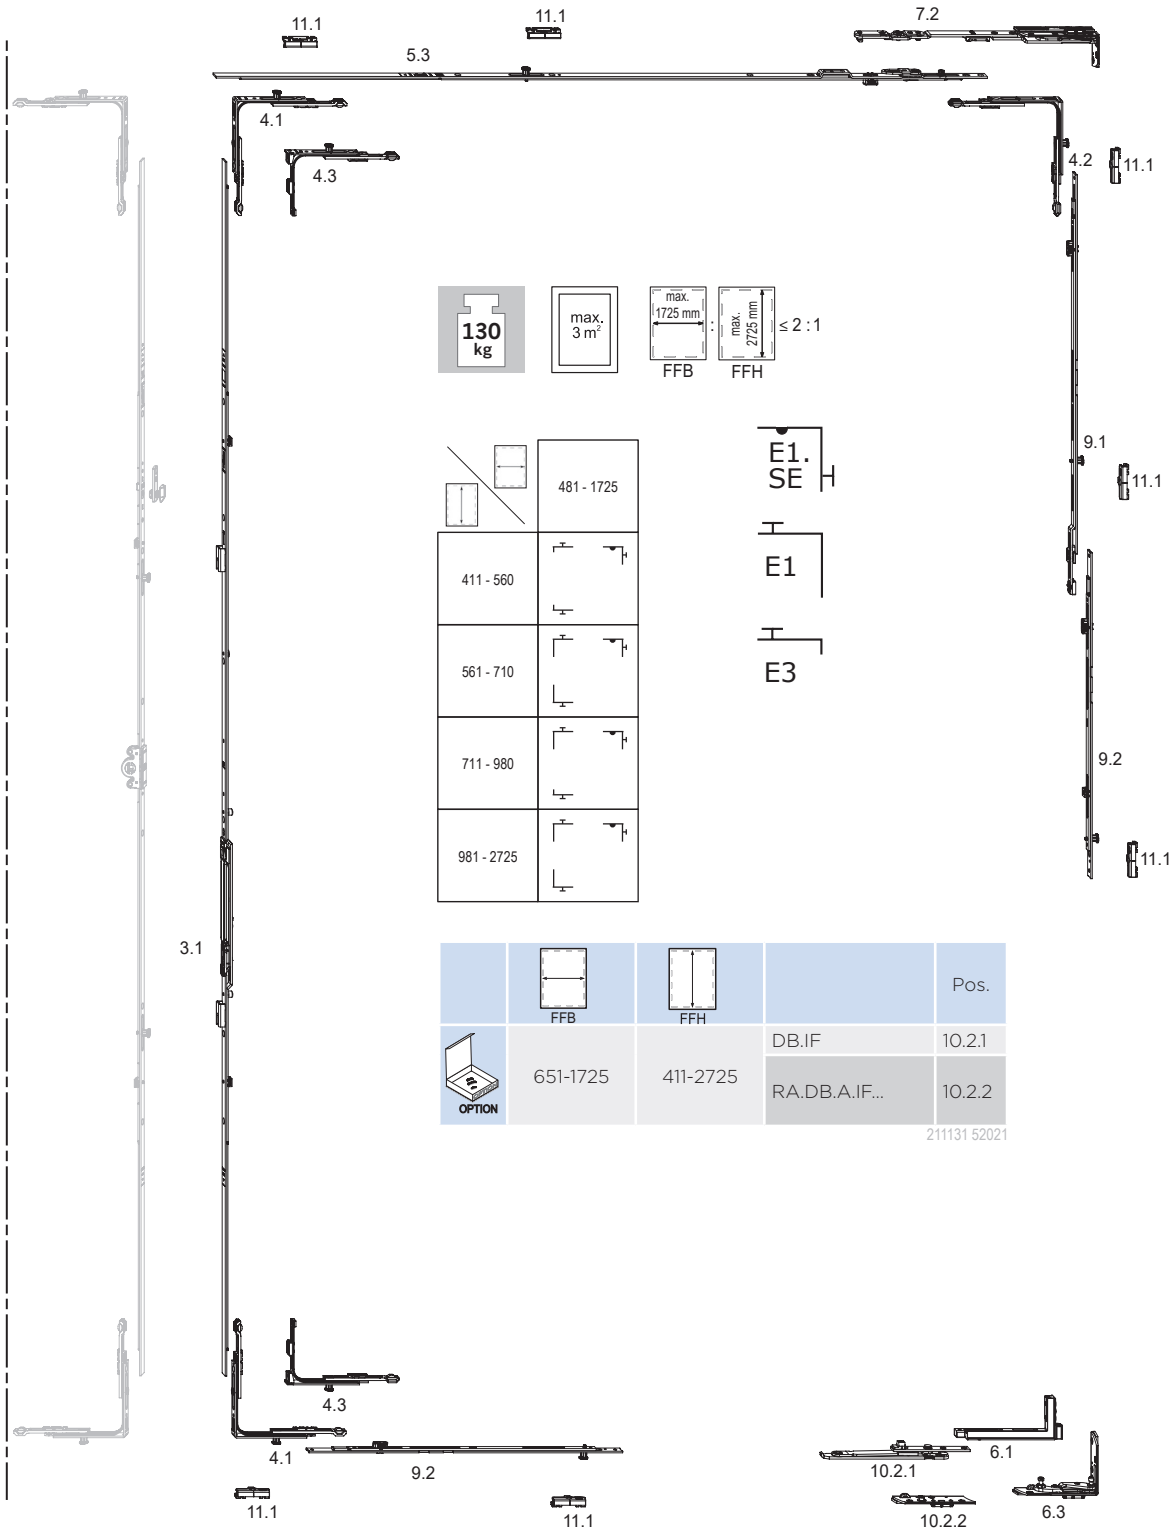 11.1
11.1
7.2
5.3
4.1
4.3
4.2
11.1
130
kg
max.
3 m²
max.
1725 mm
FFB
:
max.
2725 mm
FFH
≤ 2 : 1
481 - 1725
411 - 560
561 - 710
711 - 980
981 - 2725
E1.
SE
E1
E3
9.1
11.1
9.2
11.1
3.1
FFB
FFH
Pos.
OPTION
651-1725
411-2725
DB.IF
10.2.1
RA.DB.A.IF...
10.2.2
211131 52021
4.3
4.1
9.2
10.2.1
6.1
11.1
11.1
10.2.2
6.3